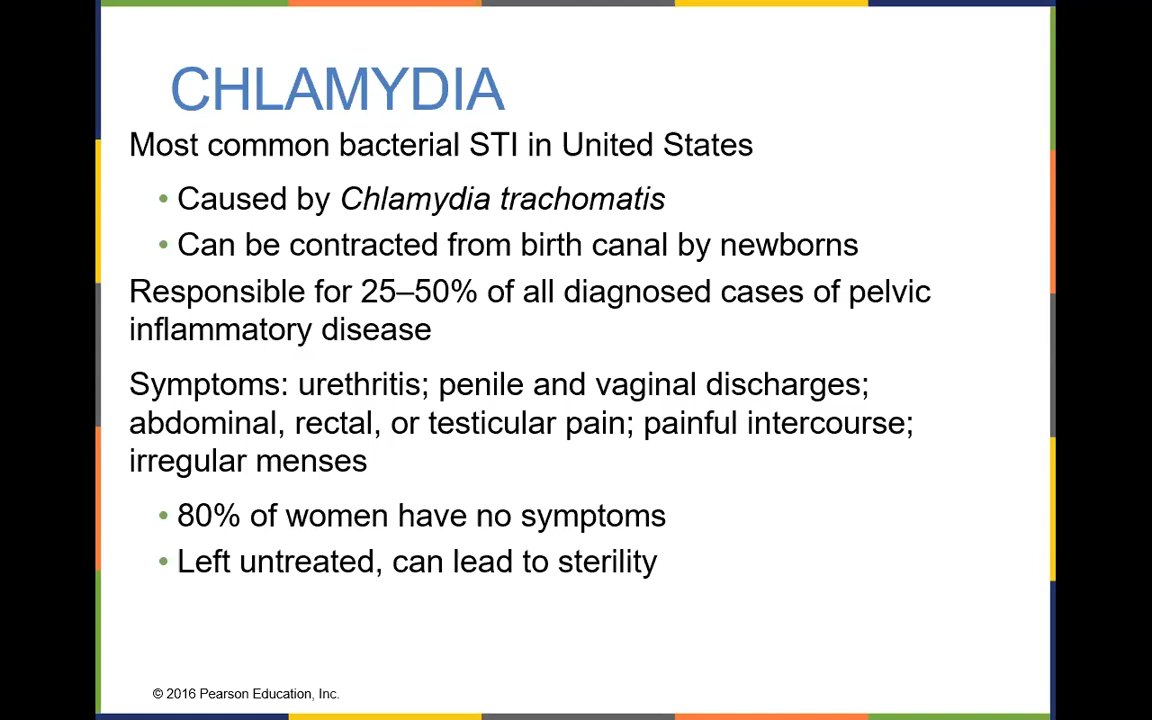 CHLAMYDIA
Most common bacterial STI in United States
• Caused by Chlamydia trachomatis
• Can be contracted from birth canal by newborns
Responsible for 25–50% of all diagnosed cases of pelvic
inflammatory disease
Symptoms: urethritis; penile and vaginal discharges;
abdominal, rectal, or testicular pain; painful intercourse;
irregular menses
• 80% of women have no symptoms
• Left untreated, can lead to sterility
© 2016 Pearson Education, Inc.